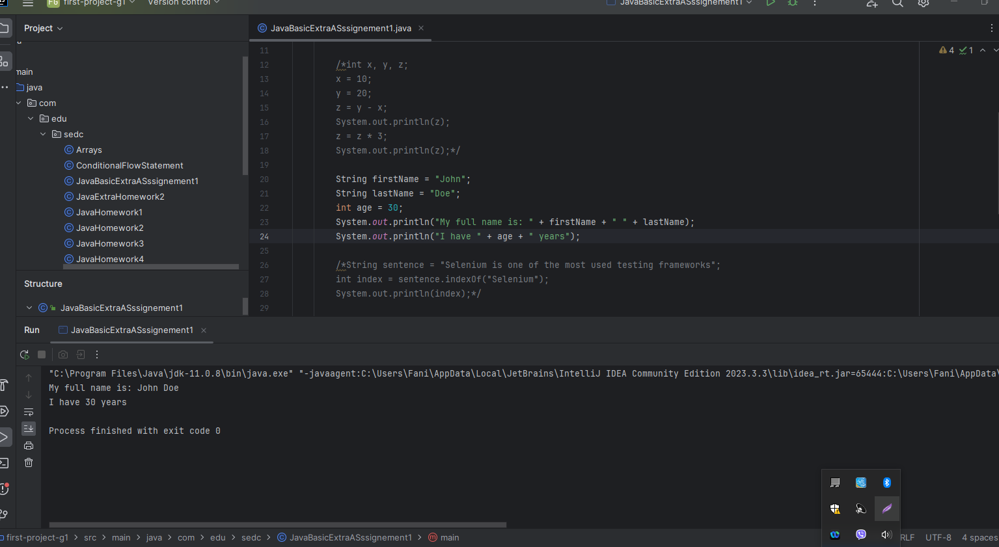 FG first-project-g1 Version control JavaBasicExtraASssignement1
Project
JavaBasicExtraASssignement1.java
main
java
com
edu
sedc
Arrays
ConditionalFlowStatement
JavaBasicExtraASssignement1
JavaExtraHomework2
JavaHomework1
JavaHomework2
JavaHomework3
JavaHomework4
Structure
JavaBasicExtraASssignement1
4 1
11
12 /*int x, y, z;
13 x = 10;
14 y = 20;
15 z = y - x;
16 System.out.println(z);
17 z = z * 3;
18 System.out.println(z);*/
19
20 String firstName = "John";
21 String lastName = "Doe";
22 int age = 30;
23 System.out.println("My full name is: " + firstName + " " + lastName);
24 System.out.println("I have " + age + " years");
25
26 /*String sentence = "Selenium is one of the most used testing frameworks";
27 int index = sentence.indexOf("Selenium");
28 System.out.println(index);*/
29
Run JavaBasicExtraASssignement1
"C:\Program Files\Java\jdk-11.0.8\bin\java.exe" "-javaagent:C:\Users\Fani\AppData\Local\JetBrains\IntelliJ IDEA Community Edition 2023.3.3\lib\idea_rt.jar=65444:C:\Users\Fani\AppData\
My full name is: John Doe
I have 30 years
Process finished with exit code 0
first-project-g1 > src > main > java > com > edu > sedc > JavaBasicExtraASssignement1 > main RLF UTF-8 4 spaces